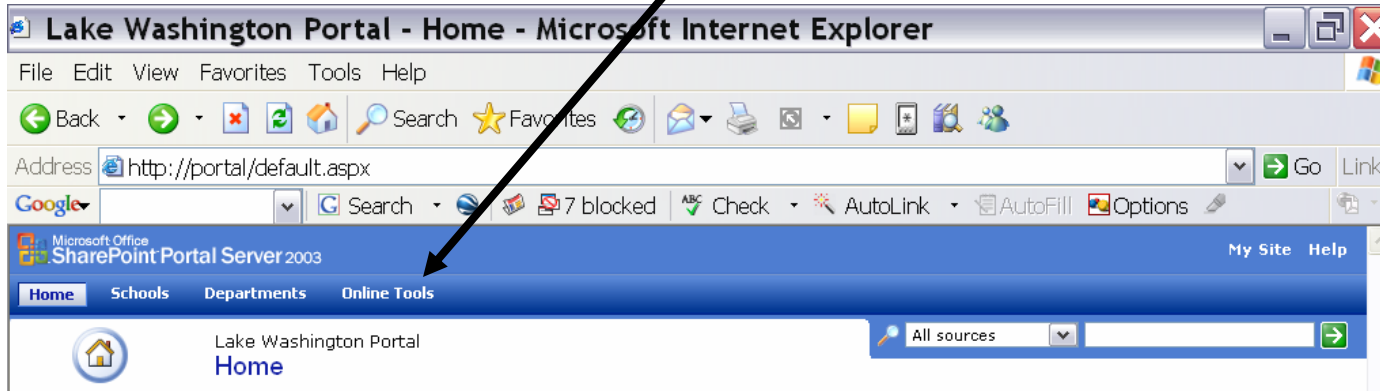 Lake Washington Portal - Home - Microsoft Internet Explorer
File Edit View Favorites Tools Help
Back Search Favorites
Address http://portal/default.aspx Go Link
Google Search 7 blocked ABC Check AutoLink AutoFill Options
Microsoft Office
SharePoint Portal Server 2003 My Site Help
Home Schools Departments Online Tools
Lake Washington Portal All sources
Home